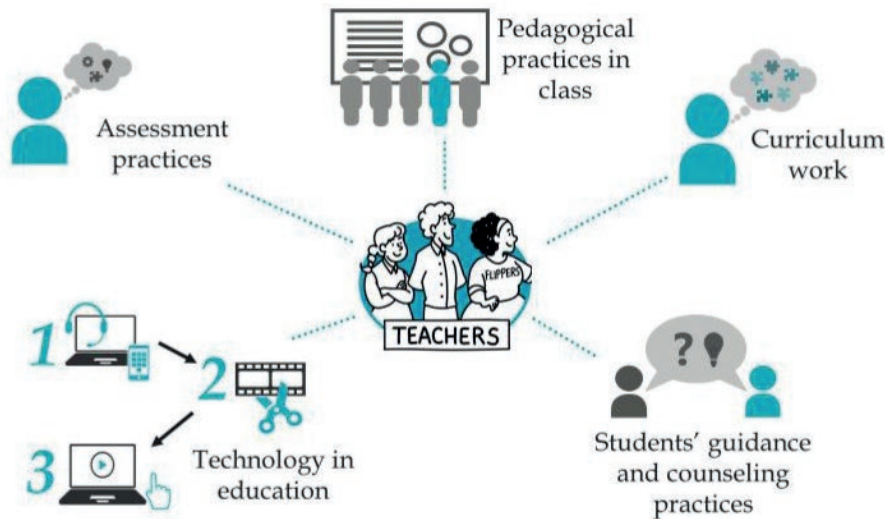 Pedagogical
practices in
class
Assessment
practices
Curriculum
work
FLIPPERS
TEACHERS
1
2
3
?
Technology in
education
Students' guidance
and counseling
practices